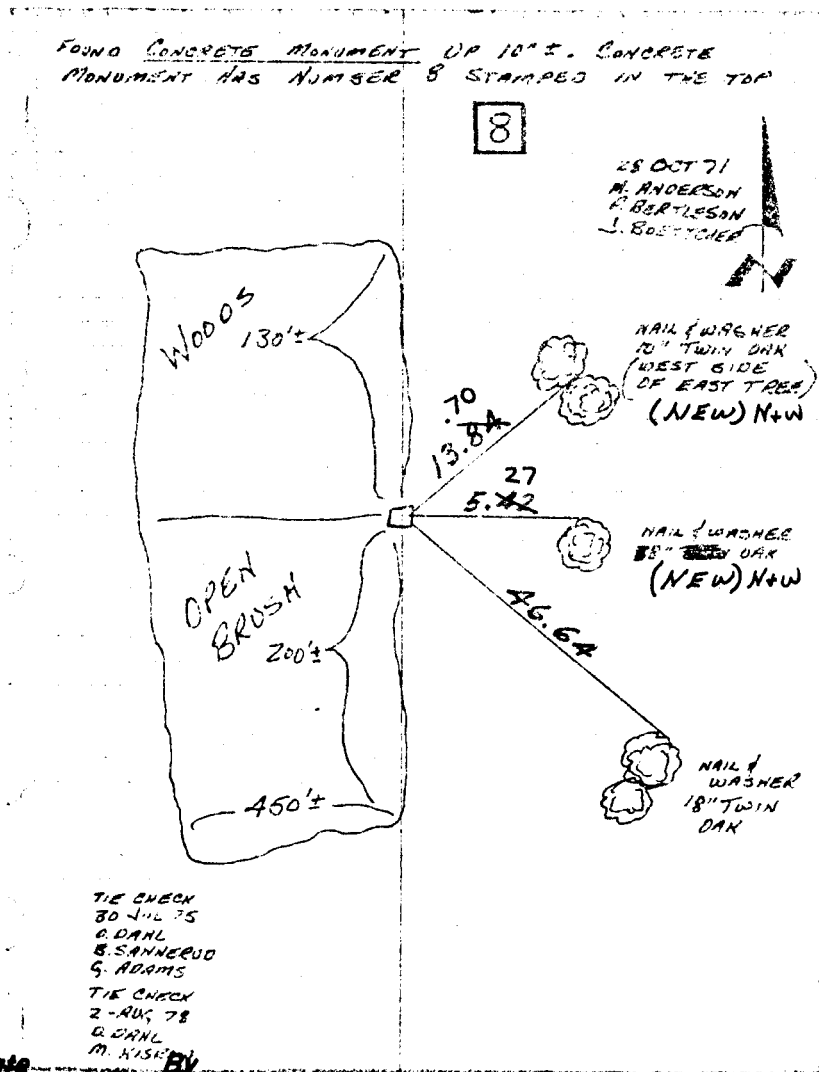 FOUND CONCRETE MONUMENT UP 10"±. CONCRETE
MONUMENT HAS NUMBER 8 STAMPED IN THE TOP
8
28 OCT 71
M. ANDERSON
P. BERTLESON
J. BOETTCHER
N
WOODS
130'±
NAIL & WASHER
10" TWIN OAK
(WEST SIDE
OF EAST TREE)
(NEW) N+W
.70
13.84
27
5.42
NAIL & WASHER
18" OAK
(NEW) N+W
OPEN
BRUSH
200'±
46.64
450'±
NAIL &
WASHER
18" TWIN
OAK
TIE CHECK
30 JUL 75
D. DAHL
B. SANNERUD
G. ADAMS
TIE CHECK
2-AUG 78
D. DAHL
M.
By